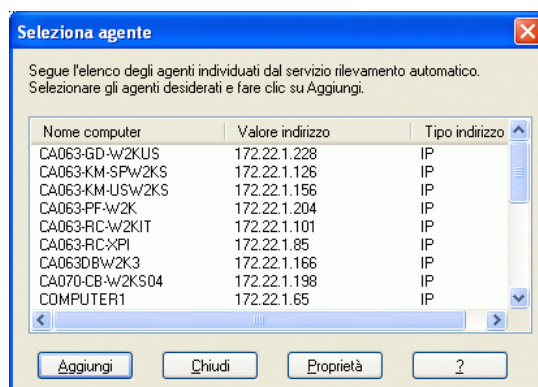 Seleziona agente
Segue l'elenco degli agenti individuati dal servizio rilevamento automatico.
Selezionare gli agenti desiderati e fare clic su Aggiungi.
Nome computer Valore indirizzo Tipo indirizzo
CA063-GD-W2KUS 172.22.1.228 IP
CA063-KM-SPW2KS 172.22.1.126 IP
CA063-KM-USW2KS 172.22.1.156 IP
CA063-PF-W2K 172.22.1.204 IP
CA063-RC-W2KIT 172.22.1.101 IP
CA063-RC-XPI 172.22.1.85 IP
CA063DBW2K3 172.22.1.166 IP
CA070-CB-W2KS04 172.22.1.198 IP
COMPUTER1 172.22.1.65 IP
Aggiungi Chiudi Proprietà ?